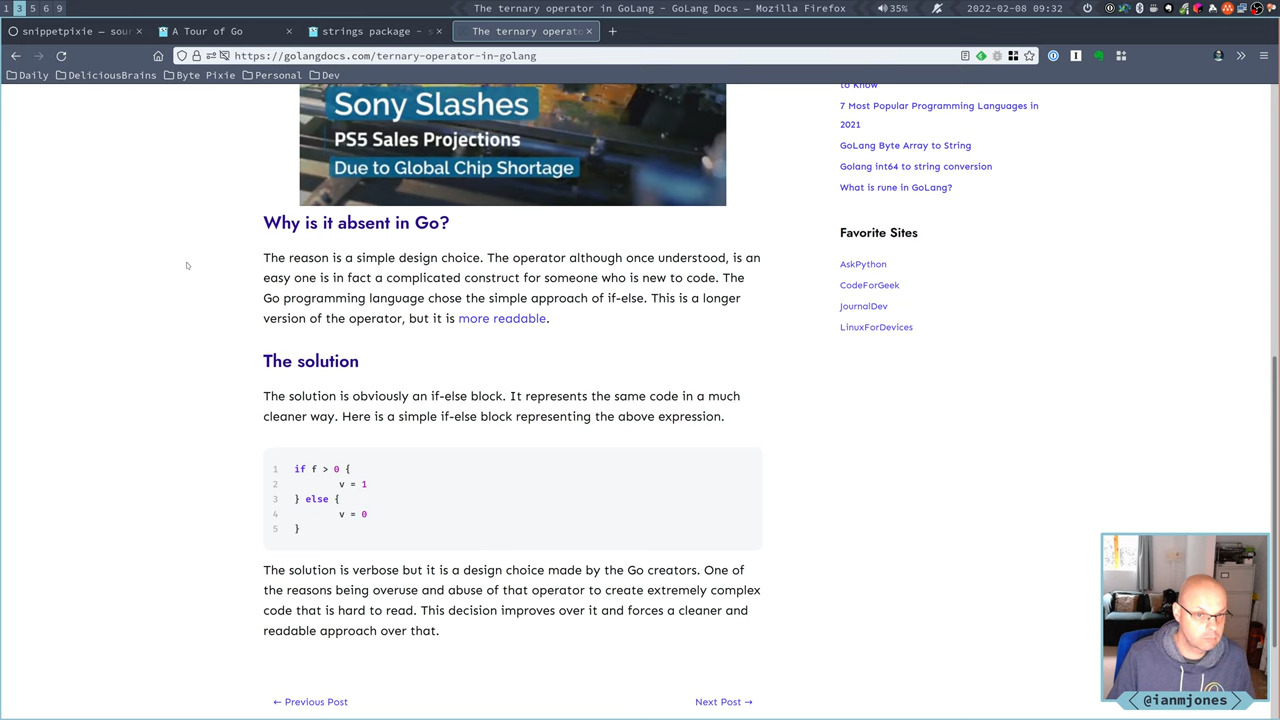 1 3 5 6 9
The ternary operator in GoLang - GoLang Docs — Mozilla Firefox
35%
2022-02-08 09:32
snippetpixie — sour
A Tour of Go
strings package - s
The ternary operato
https://golangdocs.com/ternary-operator-in-golang
Daily
DeliciousBrains
Byte Pixie
Personal
Dev
Sony Slashes
PS5 Sales Projections
Due to Global Chip Shortage
Why is it absent in Go?
The reason is a simple design choice. The operator although once understood, is an
easy one is in fact a complicated construct for someone who is new to code. The
Go programming language chose the simple approach of if-else. This is a longer
version of the operator, but it is more readable.
The solution
The solution is obviously an if-else block. It represents the same code in a much
cleaner way. Here is a simple if-else block representing the above expression.
1 if f > 0 {
2 v = 1
3 } else {
4 v = 0
5 }
The solution is verbose but it is a design choice made by the Go creators. One of
the reasons being overuse and abuse of that operator to create extremely complex
code that is hard to read. This decision improves over it and forces a cleaner and
readable approach over that.
← Previous Post
Next Post →
to Know
7 Most Popular Programming Languages in
2021
GoLang Byte Array to String
Golang int64 to string conversion
What is rune in GoLang?
Favorite Sites
AskPython
CodeForGeek
JournalDev
LinuxForDevices
@ianmjones